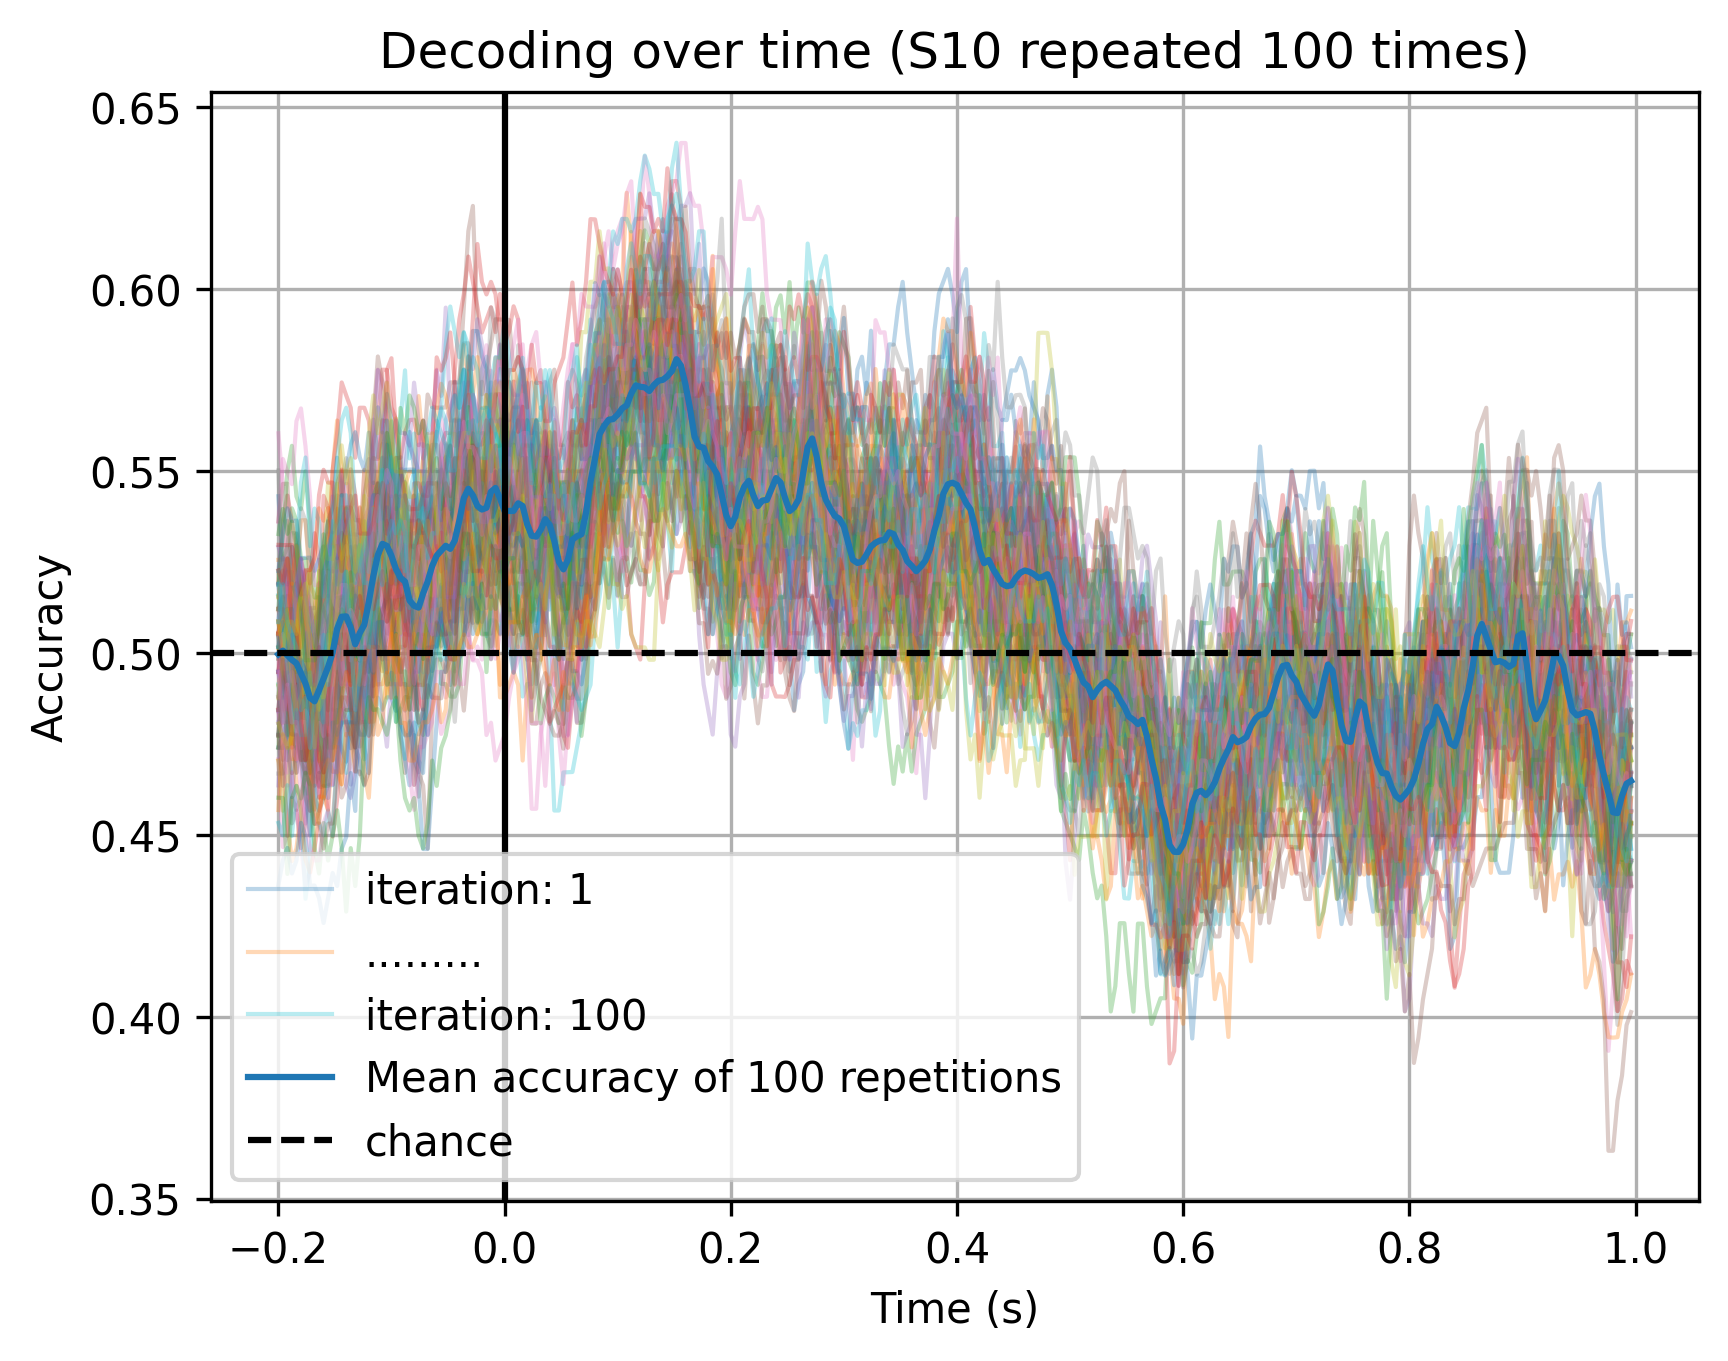 Decoding over time (S10 repeated 100 times)
Accuracy
0.65
0.60
0.55
0.50
0.45
0.40
0.35
iteration: 1
.........
iteration: 100
Mean accuracy of 100 repetitions
chance
−0.2 0.0 0.2 0.4 0.6 0.8 1.0
Time (s)